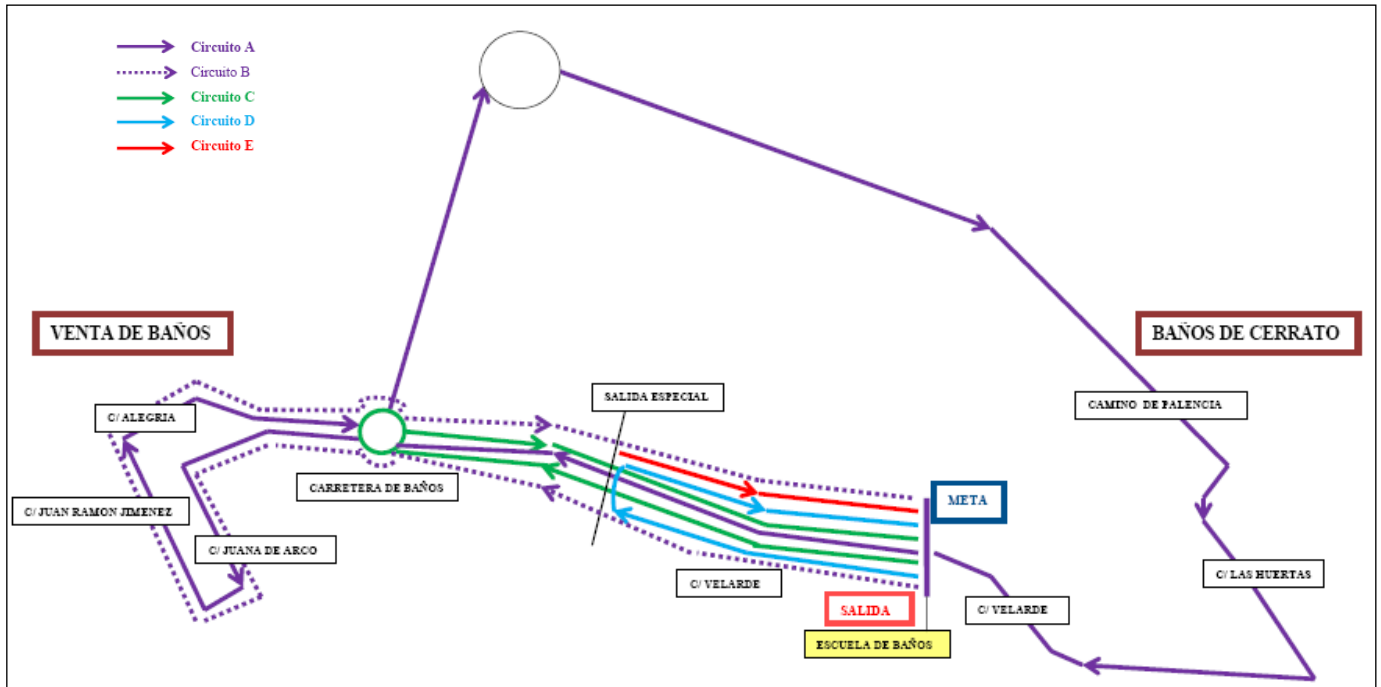 Circuito A
Circuito B
Circuito C
Circuito D
Circuito E
VENTA DE BAÑOS
BAÑOS DE CERRATO
SALIDA ESPECIAL
C/ ALEGRIA
CAMINO DE PALENCIA
CARRETERA DE BAÑOS
META
C/ JUAN RAMON JIMENEZ
C/ JUANA DE ARCO
C/ LAS HUERTAS
C/ VELARDE
SALIDA
C/ VELARDE
ESCUELA DE BAÑOS